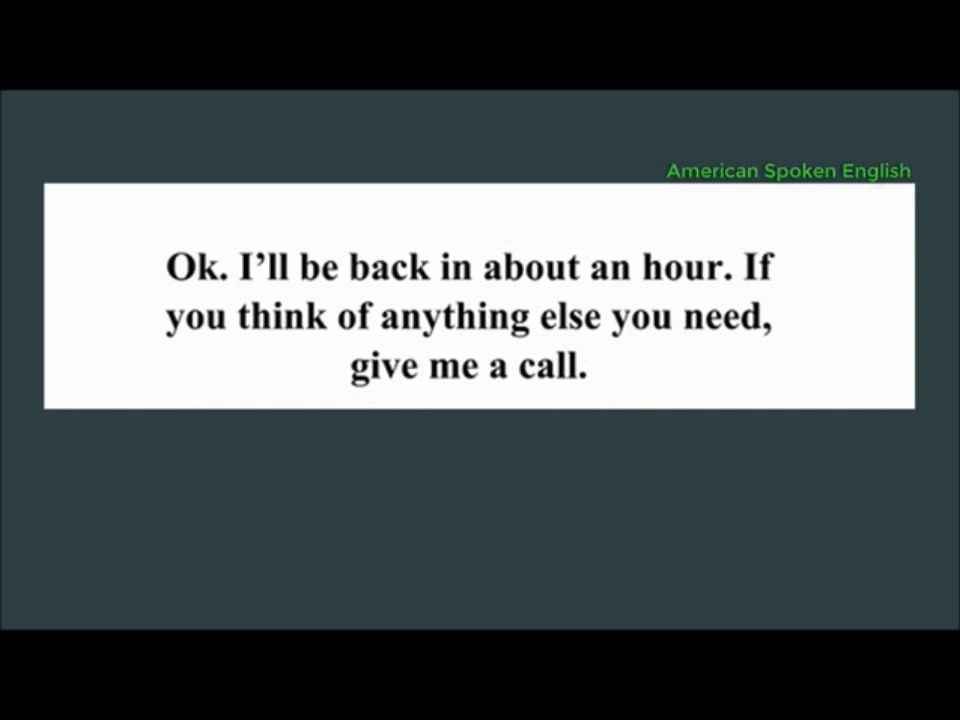 American Spoken English
Ok. I’ll be back in about an hour. If
you think of anything else you need,
give me a call.